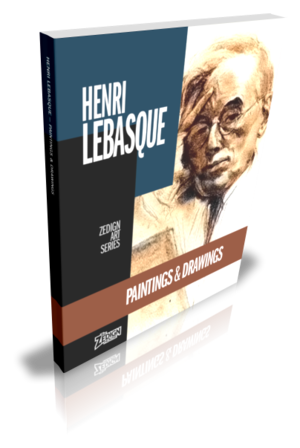 HENRI
LEBASQUE
ZEDIGN
ART
SERIES
PAINTINGS & DRAWINGS
HENRI LEBASQUE - PAINTINGS & DRAWINGS
ZEDIGN